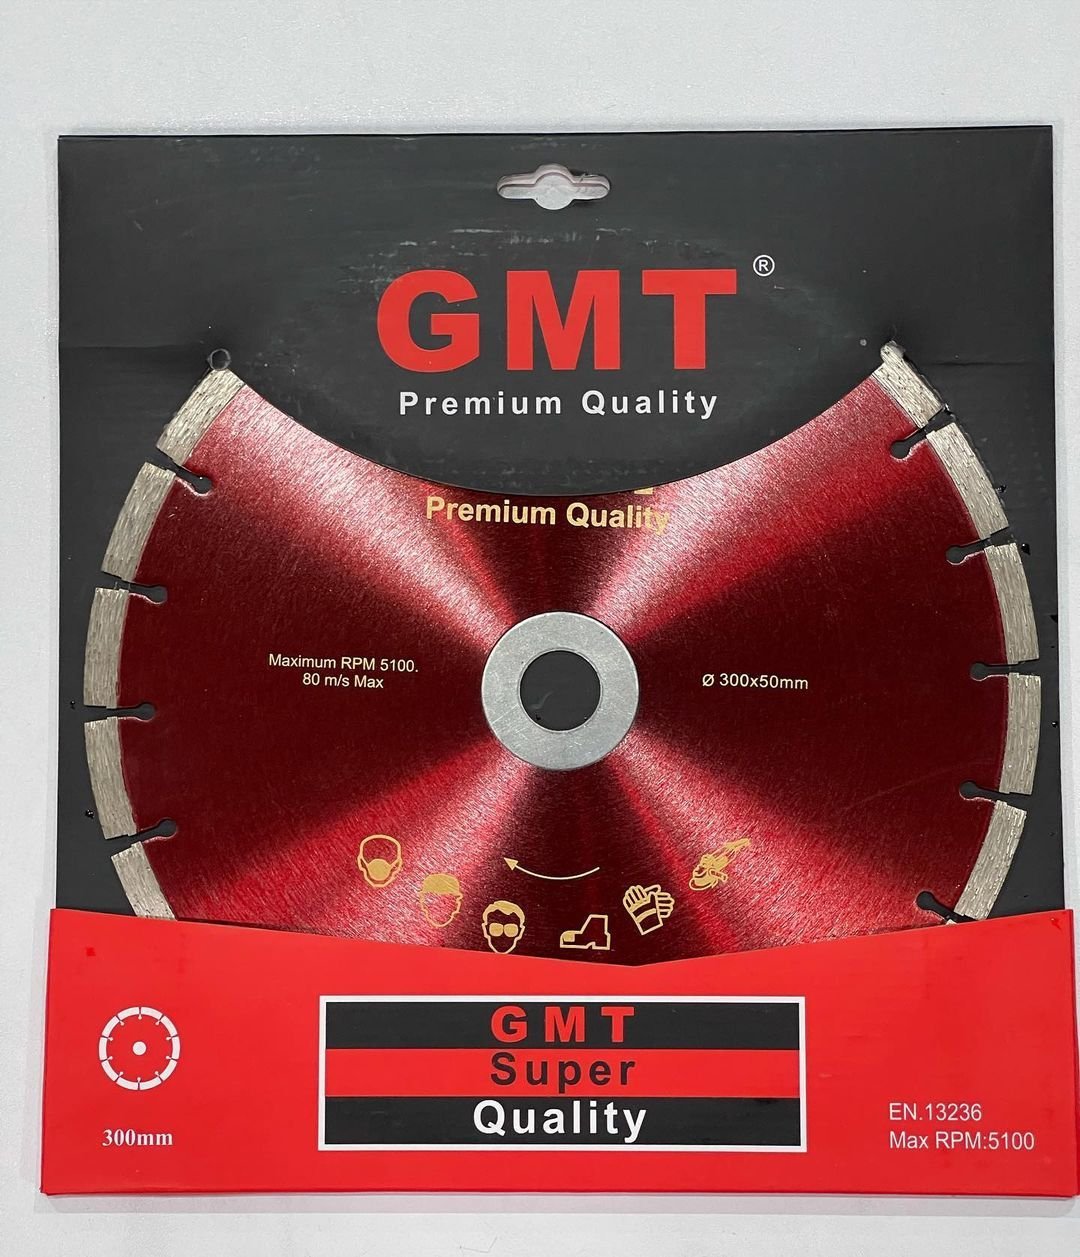 GMT®
Premium Quality
Premium Quality
Maximum RPM 5100.
80 m/s Max
Ø 300x50mm
GMT
Super
Quality
300mm
EN.13236
Max RPM:5100